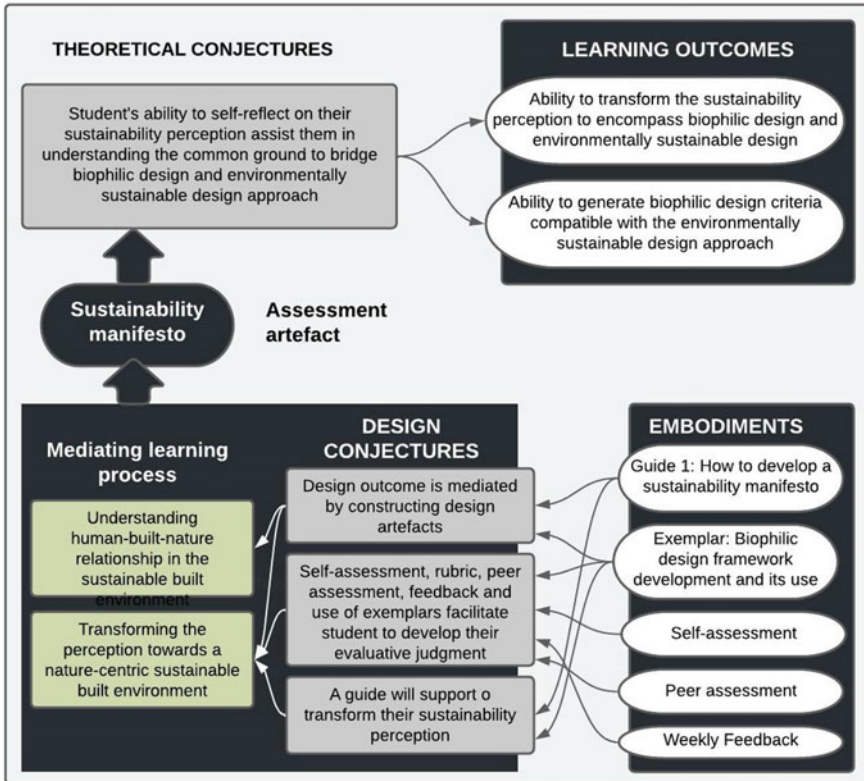 THEORETICAL CONJECTURES
Student's ability to self-reflect on their
sustainability perception assist them in
understanding the common ground to bridge
biophilic design and environmentally
sustainable design approach
LEARNING OUTCOMES
Ability to transform the sustainability
perception to encompass biophilic design and
environmentally sustainable design
Ability to generate biophilic design criteria
compatible with the environmentally
sustainable design approach
Sustainability
manifesto
Assessment
artefact
Mediating learning
process
Understanding
human-built-nature
relationship in the
sustainable built
environment
Transforming the
perception towards a
nature-centric sustainable
built environment
DESIGN
CONJECTURES
Design outcome is mediated
by constructing design
artefacts
Self-assessment, rubric, peer
assessment, feedback and
use of exemplars facilitate
student to develop their
evaluative judgment
A guide will support o
transform their sustainability
perception
EMBODIMENTS
Guide 1: How to develop a
sustainability manifesto
Exemplar: Biophilic
design framework
development and its use
Self-assessment
Peer assessment
Weekly Feedback